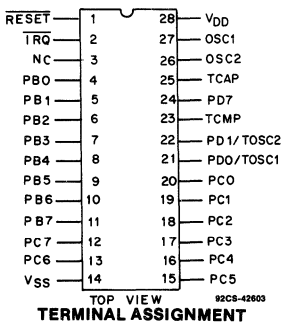 RESET 1 28 VDD
IRQ 2 27 OSC1
NC 3 26 OSC2
PB0 4 25 TCAP
PB1 5 24 PD7
PB2 6 23 TCMP
PB3 7 22 PD1/TOSC2
PB4 8 21 PD0/TOSC1
PB5 9 20 PC0
PB6 10 19 PC1
PB7 11 18 PC2
PC7 12 17 PC3
PC6 13 16 PC4
VSS 14 15 PC5
TOP VIEW 92CS-42603
TERMINAL ASSIGNMENT